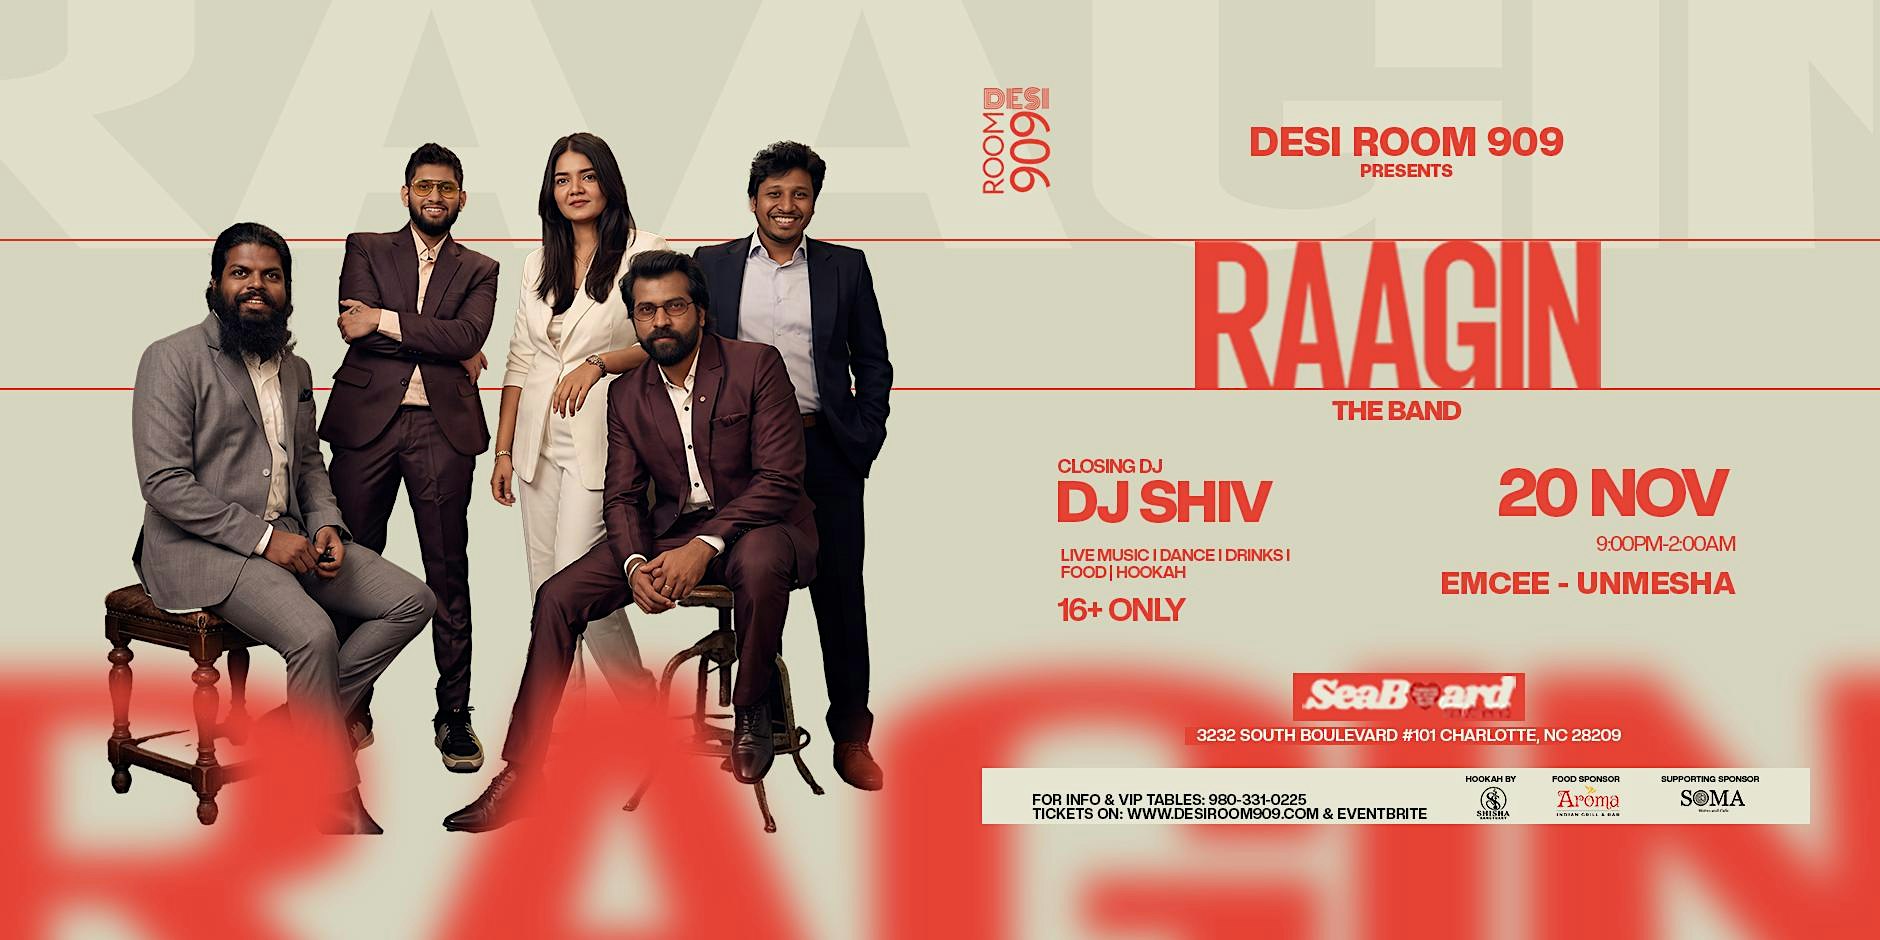 RAAGIN
DESI
ROOM
909
DESI ROOM 909
PRESENTS
RAAGIN
THE BAND
CLOSING DJ
DJ SHIV
LIVE MUSIC I DANCE I DRINKS I
FOOD | HOOKAH
16+ ONLY
20 NOV
9:00PM-2:00AM
EMCEE - UNMESHA
SeaBoard
3232 SOUTH BOULEVARD #101 CHARLOTTE, NC 28209
FOR INFO & VIP TABLES: 980-331-0225
TICKETS ON: WWW.DESIROOM909.COM & EVENTBRITE
HOOKAH BY
SHISHA
SANCTUARY
FOOD SPONSOR
Aroma
INDIAN GRILL & BAR
SUPPORTING SPONSOR
SOMA
RAAGIN